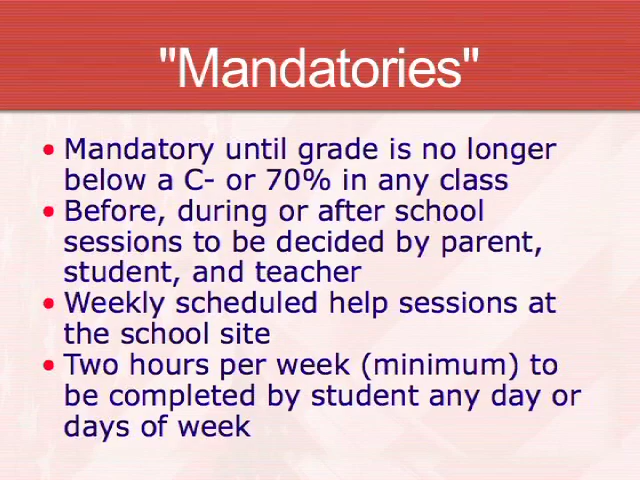 "Mandatories"
• Mandatory until grade is no longer
below a C- or 70% in any class
• Before, during or after school
sessions to be decided by parent,
student, and teacher
• Weekly scheduled help sessions at
the school site
• Two hours per week (minimum) to
be completed by student any day or
days of week